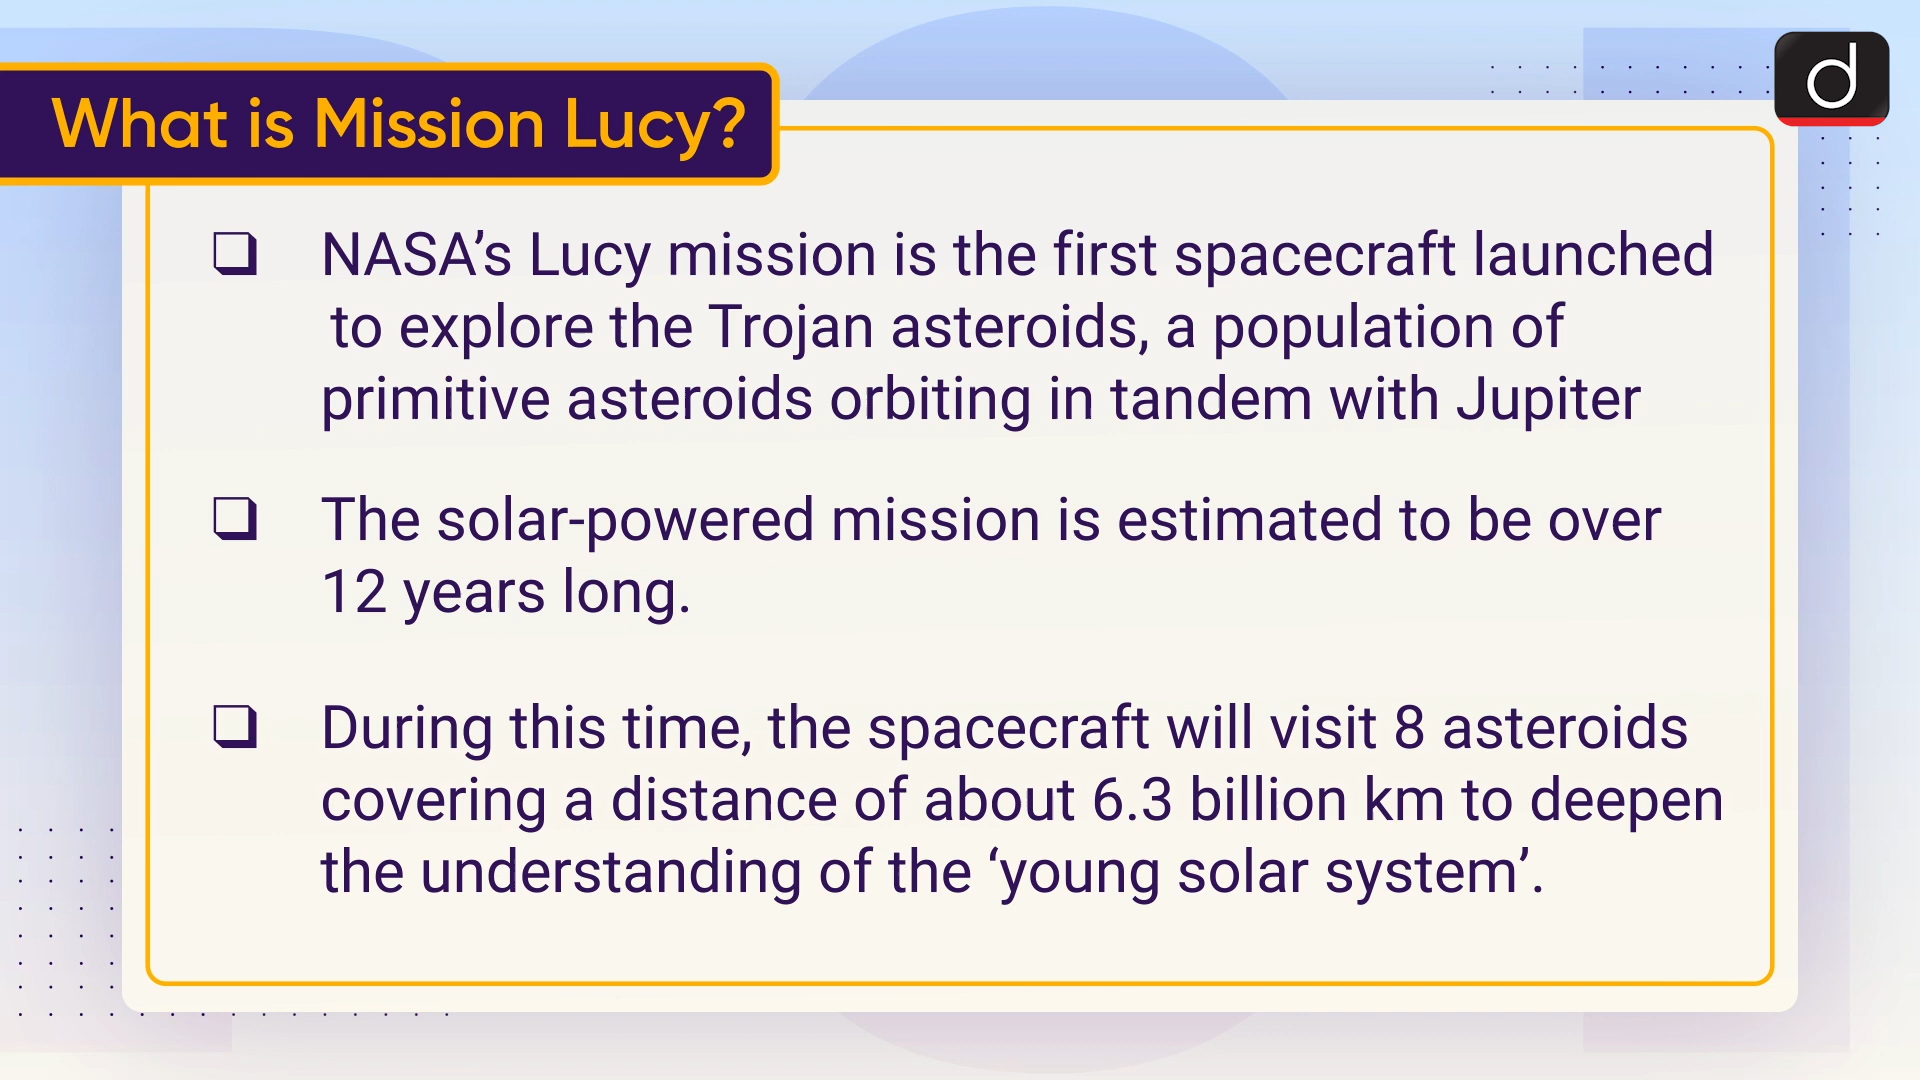 What is Mission Lucy?
d
❑ NASA’s Lucy mission is the first spacecraft launched
to explore the Trojan asteroids, a population of
primitive asteroids orbiting in tandem with Jupiter
❑ The solar-powered mission is estimated to be over
12 years long.
❑ During this time, the spacecraft will visit 8 asteroids
covering a distance of about 6.3 billion km to deepen
the understanding of the ‘young solar system’.